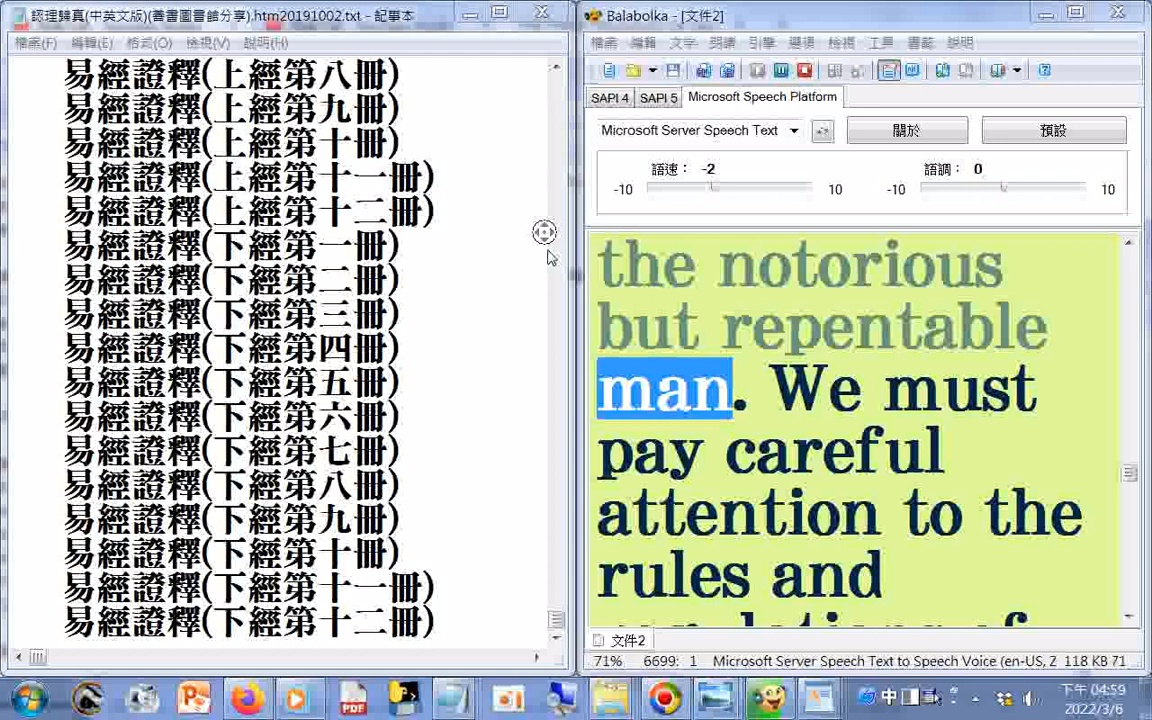 認理歸真(中英文版)(善書圖書館分享).htm20191002.txt - 記事本
檔案(F) 編輯(E) 格式(O) 檢視(V) 說明(H)
易經證釋(上經第八冊)
易經證釋(上經第九冊)
易經證釋(上經第十冊)
易經證釋(上經第十一冊)
易經證釋(上經第十二冊)
易經證釋(下經第一冊)
易經證釋(下經第二冊)
易經證釋(下經第三冊)
易經證釋(下經第四冊)
易經證釋(下經第五冊)
易經證釋(下經第六冊)
易經證釋(下經第七冊)
易經證釋(下經第八冊)
易經證釋(下經第九冊)
易經證釋(下經第十冊)
易經證釋(下經第十一冊)
易經證釋(下經第十二冊)
Balabolka - [文件2]
檔案 編輯 文字 朗讀 引擎 選項 檢視 工具 書籤 說明
SAPI 4 SAPI 5 Microsoft Speech Platform
Microsoft Server Speech Text 關於 預設
語速： -2 語調： 0
-10 10 -10 10
the notorious
but repentable
man. We must
pay careful
attention to the
rules and
文件2
71% 6699: 1 Microsoft Server Speech Text to Speech Voice (en-US, Z 118 KB 71
中
下午 04:59
2022/3/6